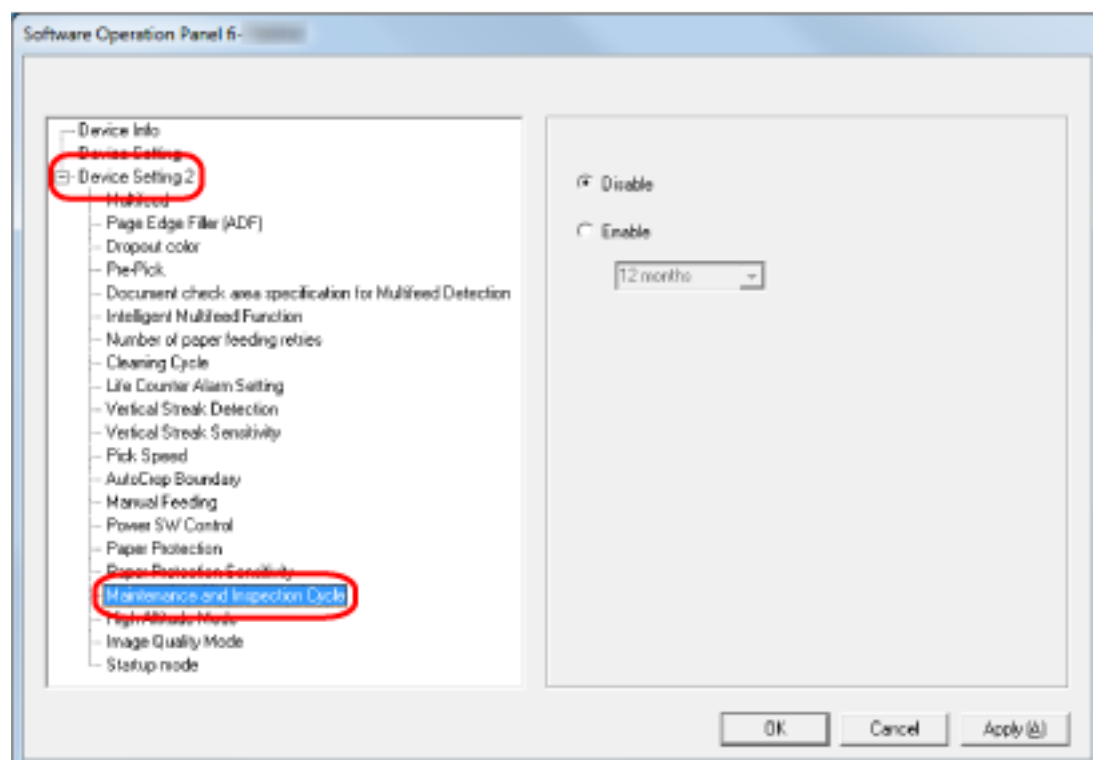 Software Operation Panel fi-
Device Info
Device Setting
Device Setting 2
Multifeed
Page Edge Filler (ADF)
Dropout color
Pre-Pick
Document check area specification for Multifeed Detection
Intelligent Multifeed Function
Number of paper feeding retries
Cleaning Cycle
Life Counter Alarm Setting
Vertical Streak Detection
Vertical Streak Sensitivity
Pick Speed
AutoCrop Boundary
Manual Feeding
Power SW Control
Paper Protection
Paper Protection Sensitivity
Maintenance and Inspection Cycle
High Altitude Mode
Image Quality Mode
Startup mode
Disable
Enable
12 months
OK
Cancel
Apply (A)